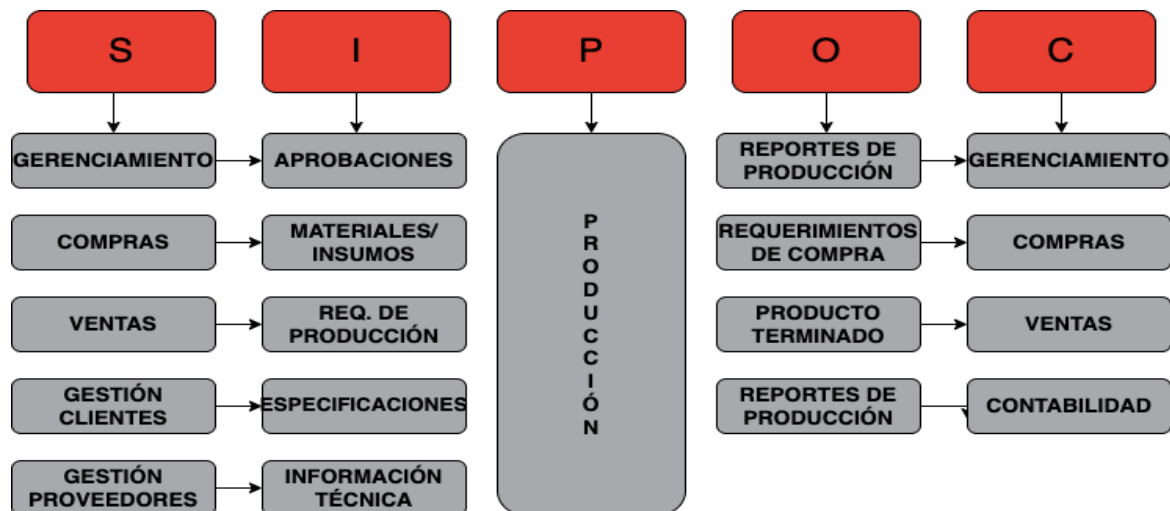 S
I
P
O
C
GERENCIAMIENTO
APROBACIONES
REPORTES DE
PRODUCCIÓN
GERENCIAMIENTO
COMPRAS
MATERIALES/
INSUMOS
REQUERIMIENTOS
DE COMPRA
COMPRAS
VENTAS
REQ. DE
PRODUCCIÓN
PRODUCTO
TERMINADO
VENTAS
GESTIÓN
CLIENTES
ESPECIFICACIONES
REPORTES DE
PRODUCCIÓN
CONTABILIDAD
GESTIÓN
PROVEEDORES
INFORMACIÓN
TÉCNICA
PRODUCCIÓN